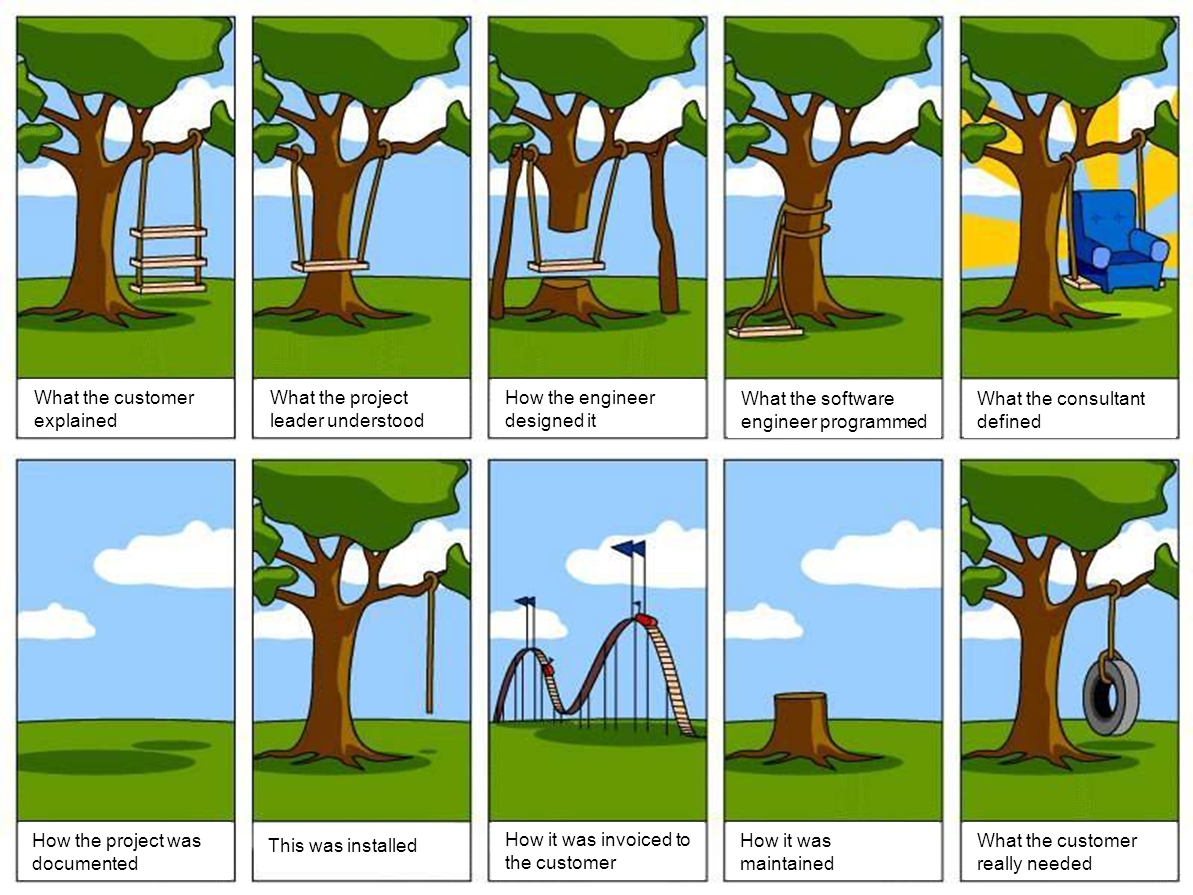 What the customer
explained
What the project
leader understood
How the engineer
designed it
What the software
engineer programmed
What the consultant
defined
How the project was
documented
This was installed
How it was invoiced to
the customer
How it was
maintained
What the customer
really needed